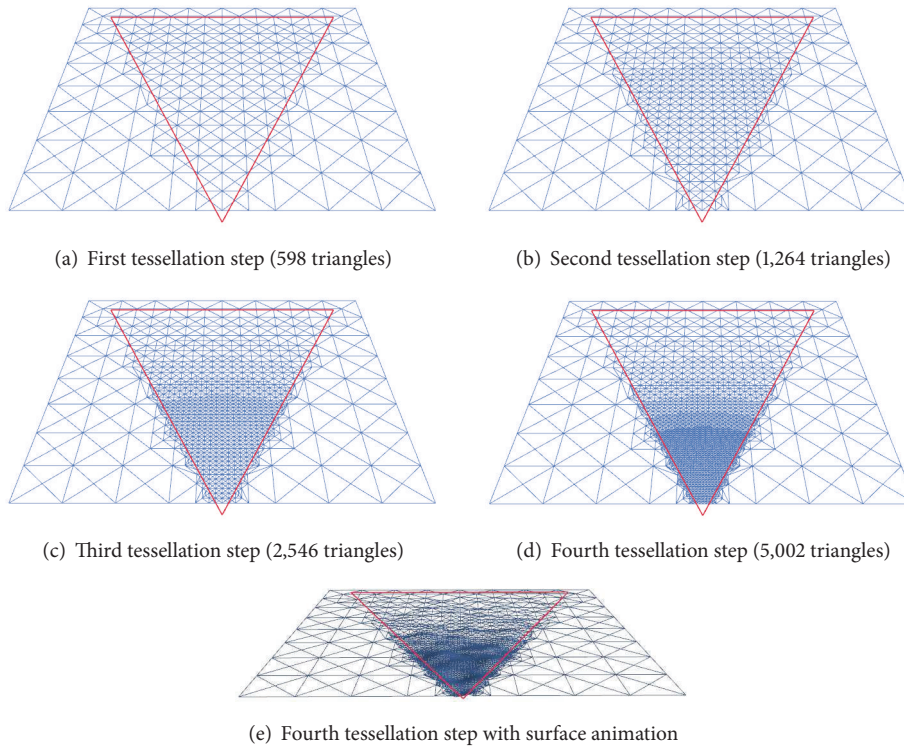 (a) First tessellation step (598 triangles)
(b) Second tessellation step (1,264 triangles)
(c) Third tessellation step (2,546 triangles)
(d) Fourth tessellation step (5,002 triangles)
(e) Fourth tessellation step with surface animation